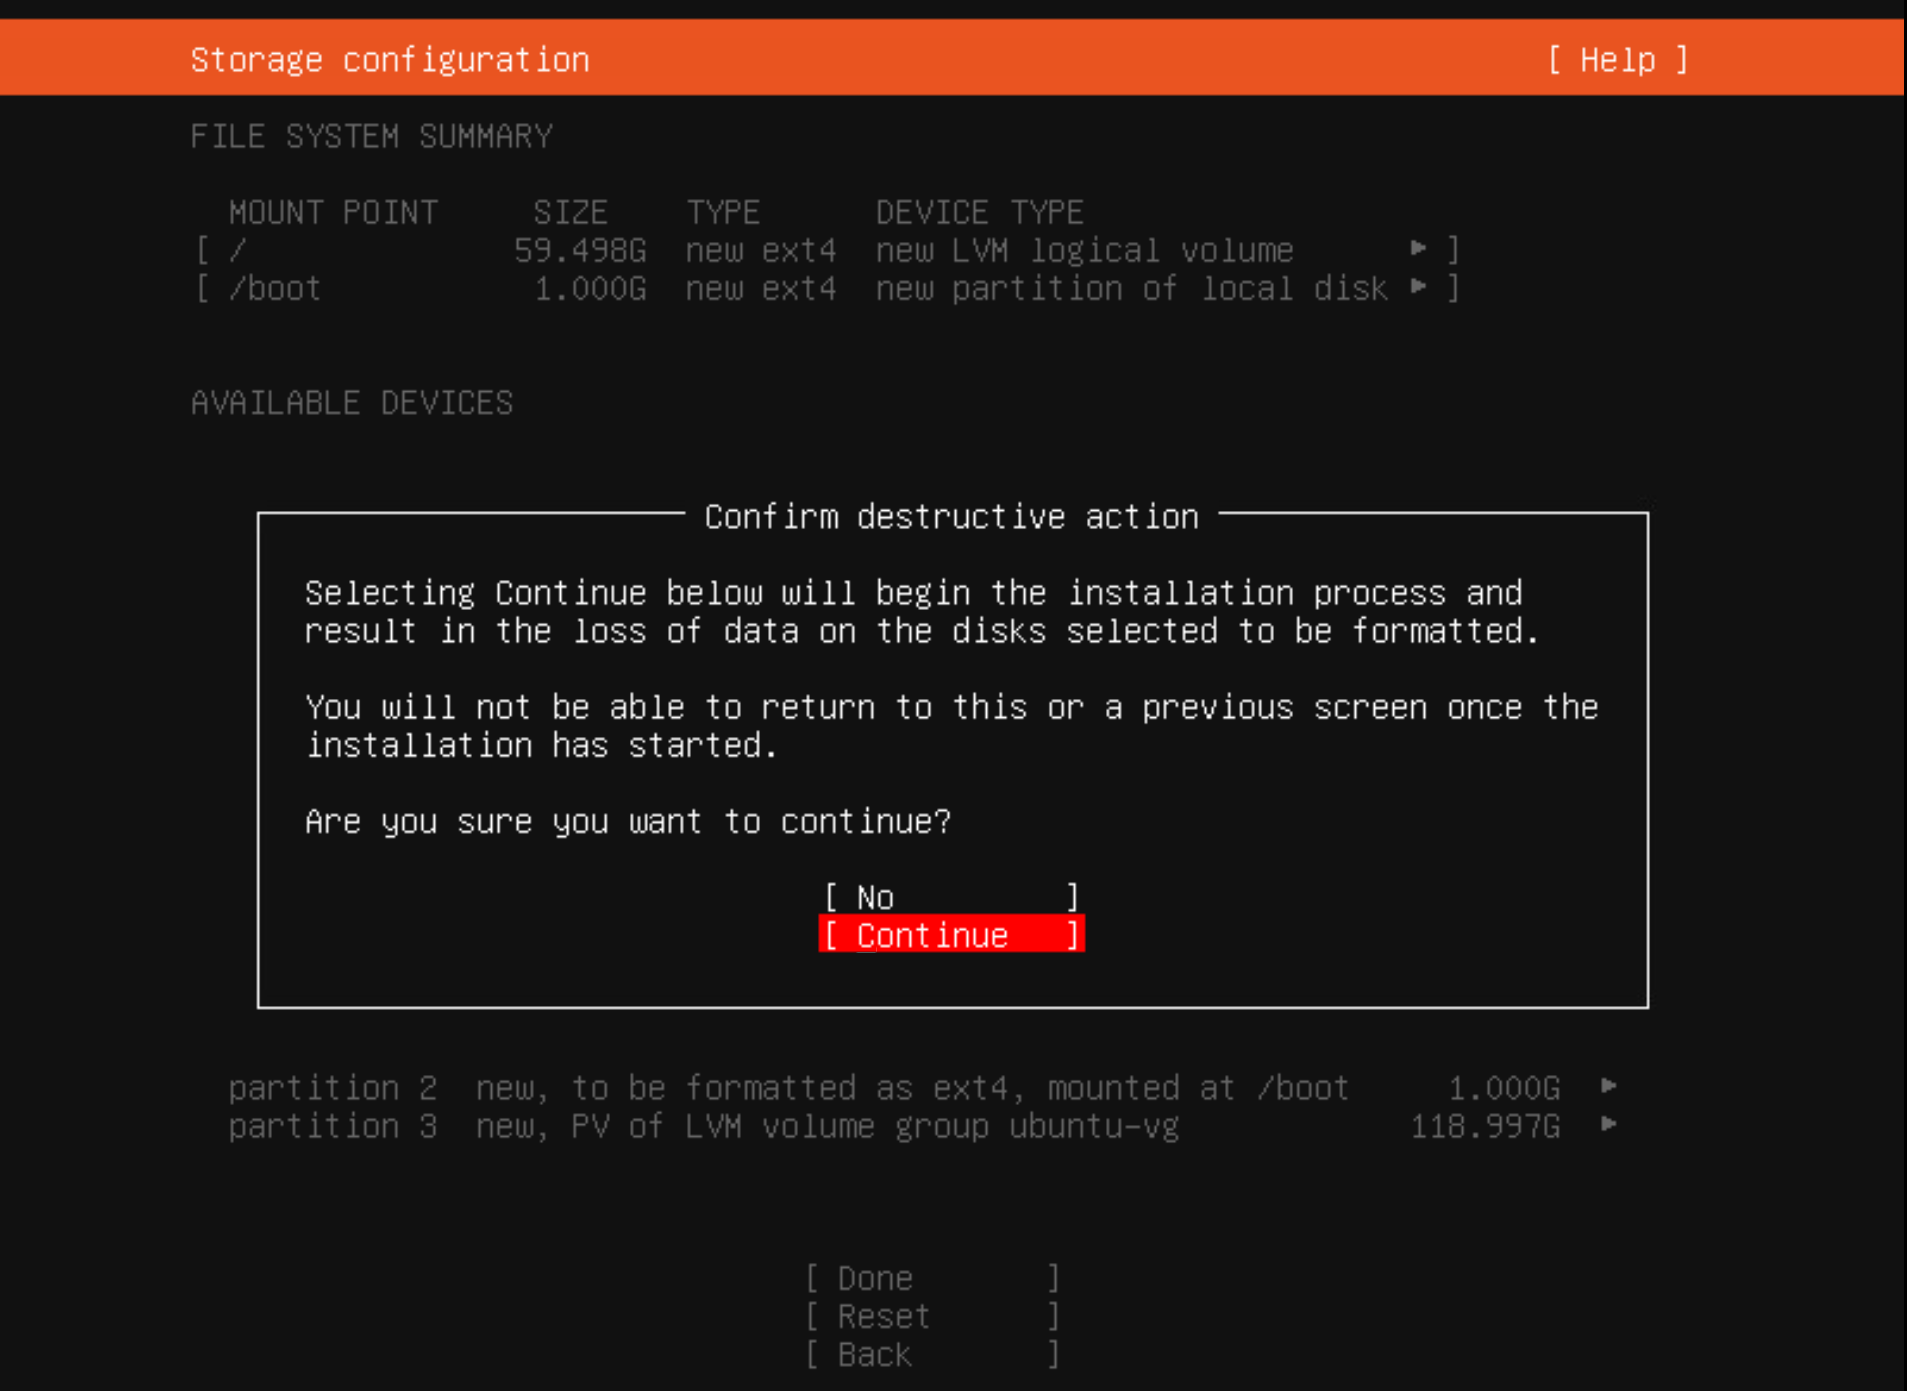 Storage configuration [ Help ]
FILE SYSTEM SUMMARY
MOUNT POINT SIZE TYPE DEVICE TYPE
[ / 59.498G new ext4 new LVM logical volume ▸ ]
[ /boot 1.000G new ext4 new partition of local disk ▸ ]
AVAILABLE DEVICES
Confirm destructive action
Selecting Continue below will begin the installation process and
result in the loss of data on the disks selected to be formatted.
You will not be able to return to this or a previous screen once the
installation has started.
Are you sure you want to continue?
[ No ]
[ Continue ]
partition 2 new, to be formatted as ext4, mounted at /boot 1.000G ▸
partition 3 new, PV of LVM volume group ubuntu-vg 118.997G ▸
[ Done ]
[ Reset ]
[ Back ]